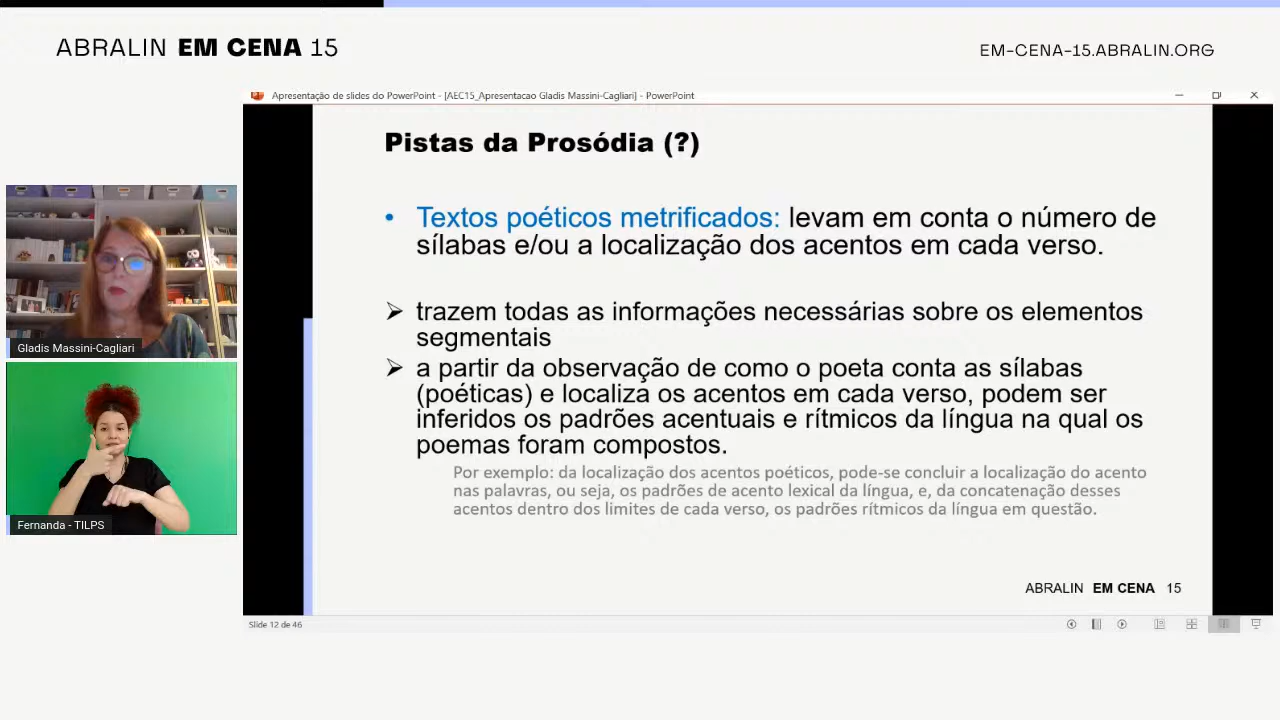 ABRALIN EM CENA 15
EM-CENA-15.ABRALIN.ORG
Apresentação de slides do PowerPoint - [AEC15_Apresentacao Gladis Massini-Cagliari] - PowerPoint
Pistas da Prosódia (?)
• Textos poéticos metrificados: levam em conta o número de
sílabas e/ou a localização dos acentos em cada verso.
➢ trazem todas as informações necessárias sobre os elementos
segmentais
➢ a partir da observação de como o poeta conta as sílabas
(poéticas) e localiza os acentos em cada verso, podem ser
inferidos os padrões acentuais e rítmicos da língua na qual os
poemas foram compostos.
Por exemplo: da localização dos acentos poéticos, pode-se concluir a localização do acento
nas palavras, ou seja, os padrões de acento lexical da língua, e, da concatenação desses
acentos dentro dos limites de cada verso, os padrões rítmicos da língua em questão.
ABRALIN EM CENA 15
Slide 12 de 46
Gladis Massini-Cagliari
Fernanda - TILPS